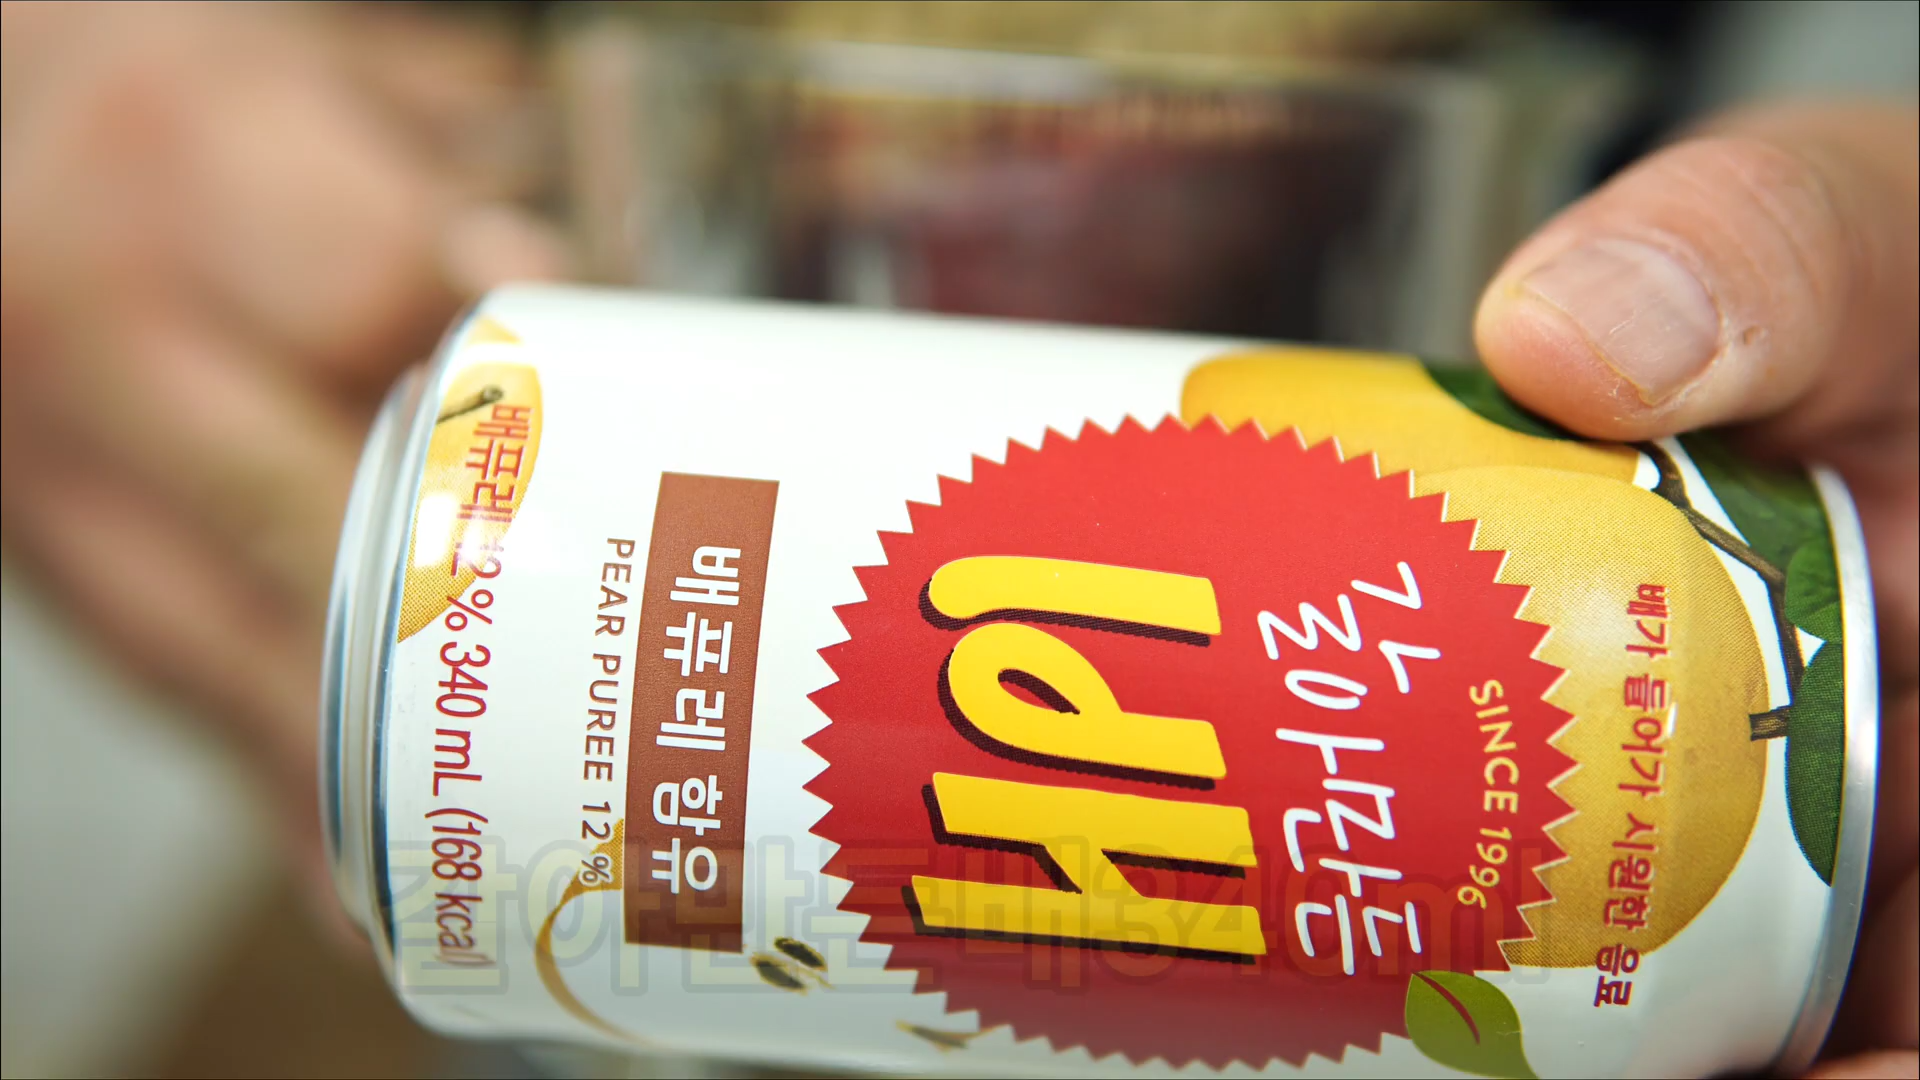 배가 들어가 시원한 음료
SINCE 1996
갈아만든
배
배퓨레 함유
PEAR PUREE 12%
배퓨레 12% 340 mL (168 kcal)
갈아만든배340ml